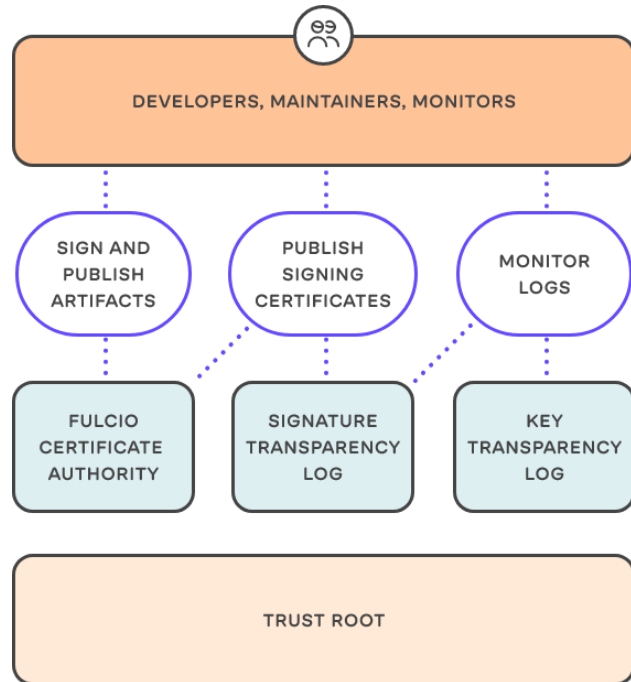 DEVELOPERS, MAINTAINERS, MONITORS
SIGN AND
PUBLISH
ARTIFACTS
PUBLISH
SIGNING
CERTIFICATES
MONITOR
LOGS
FULCIO
CERTIFICATE
AUTHORITY
SIGNATURE
TRANSPARENCY
LOG
KEY
TRANSPARENCY
LOG
TRUST ROOT